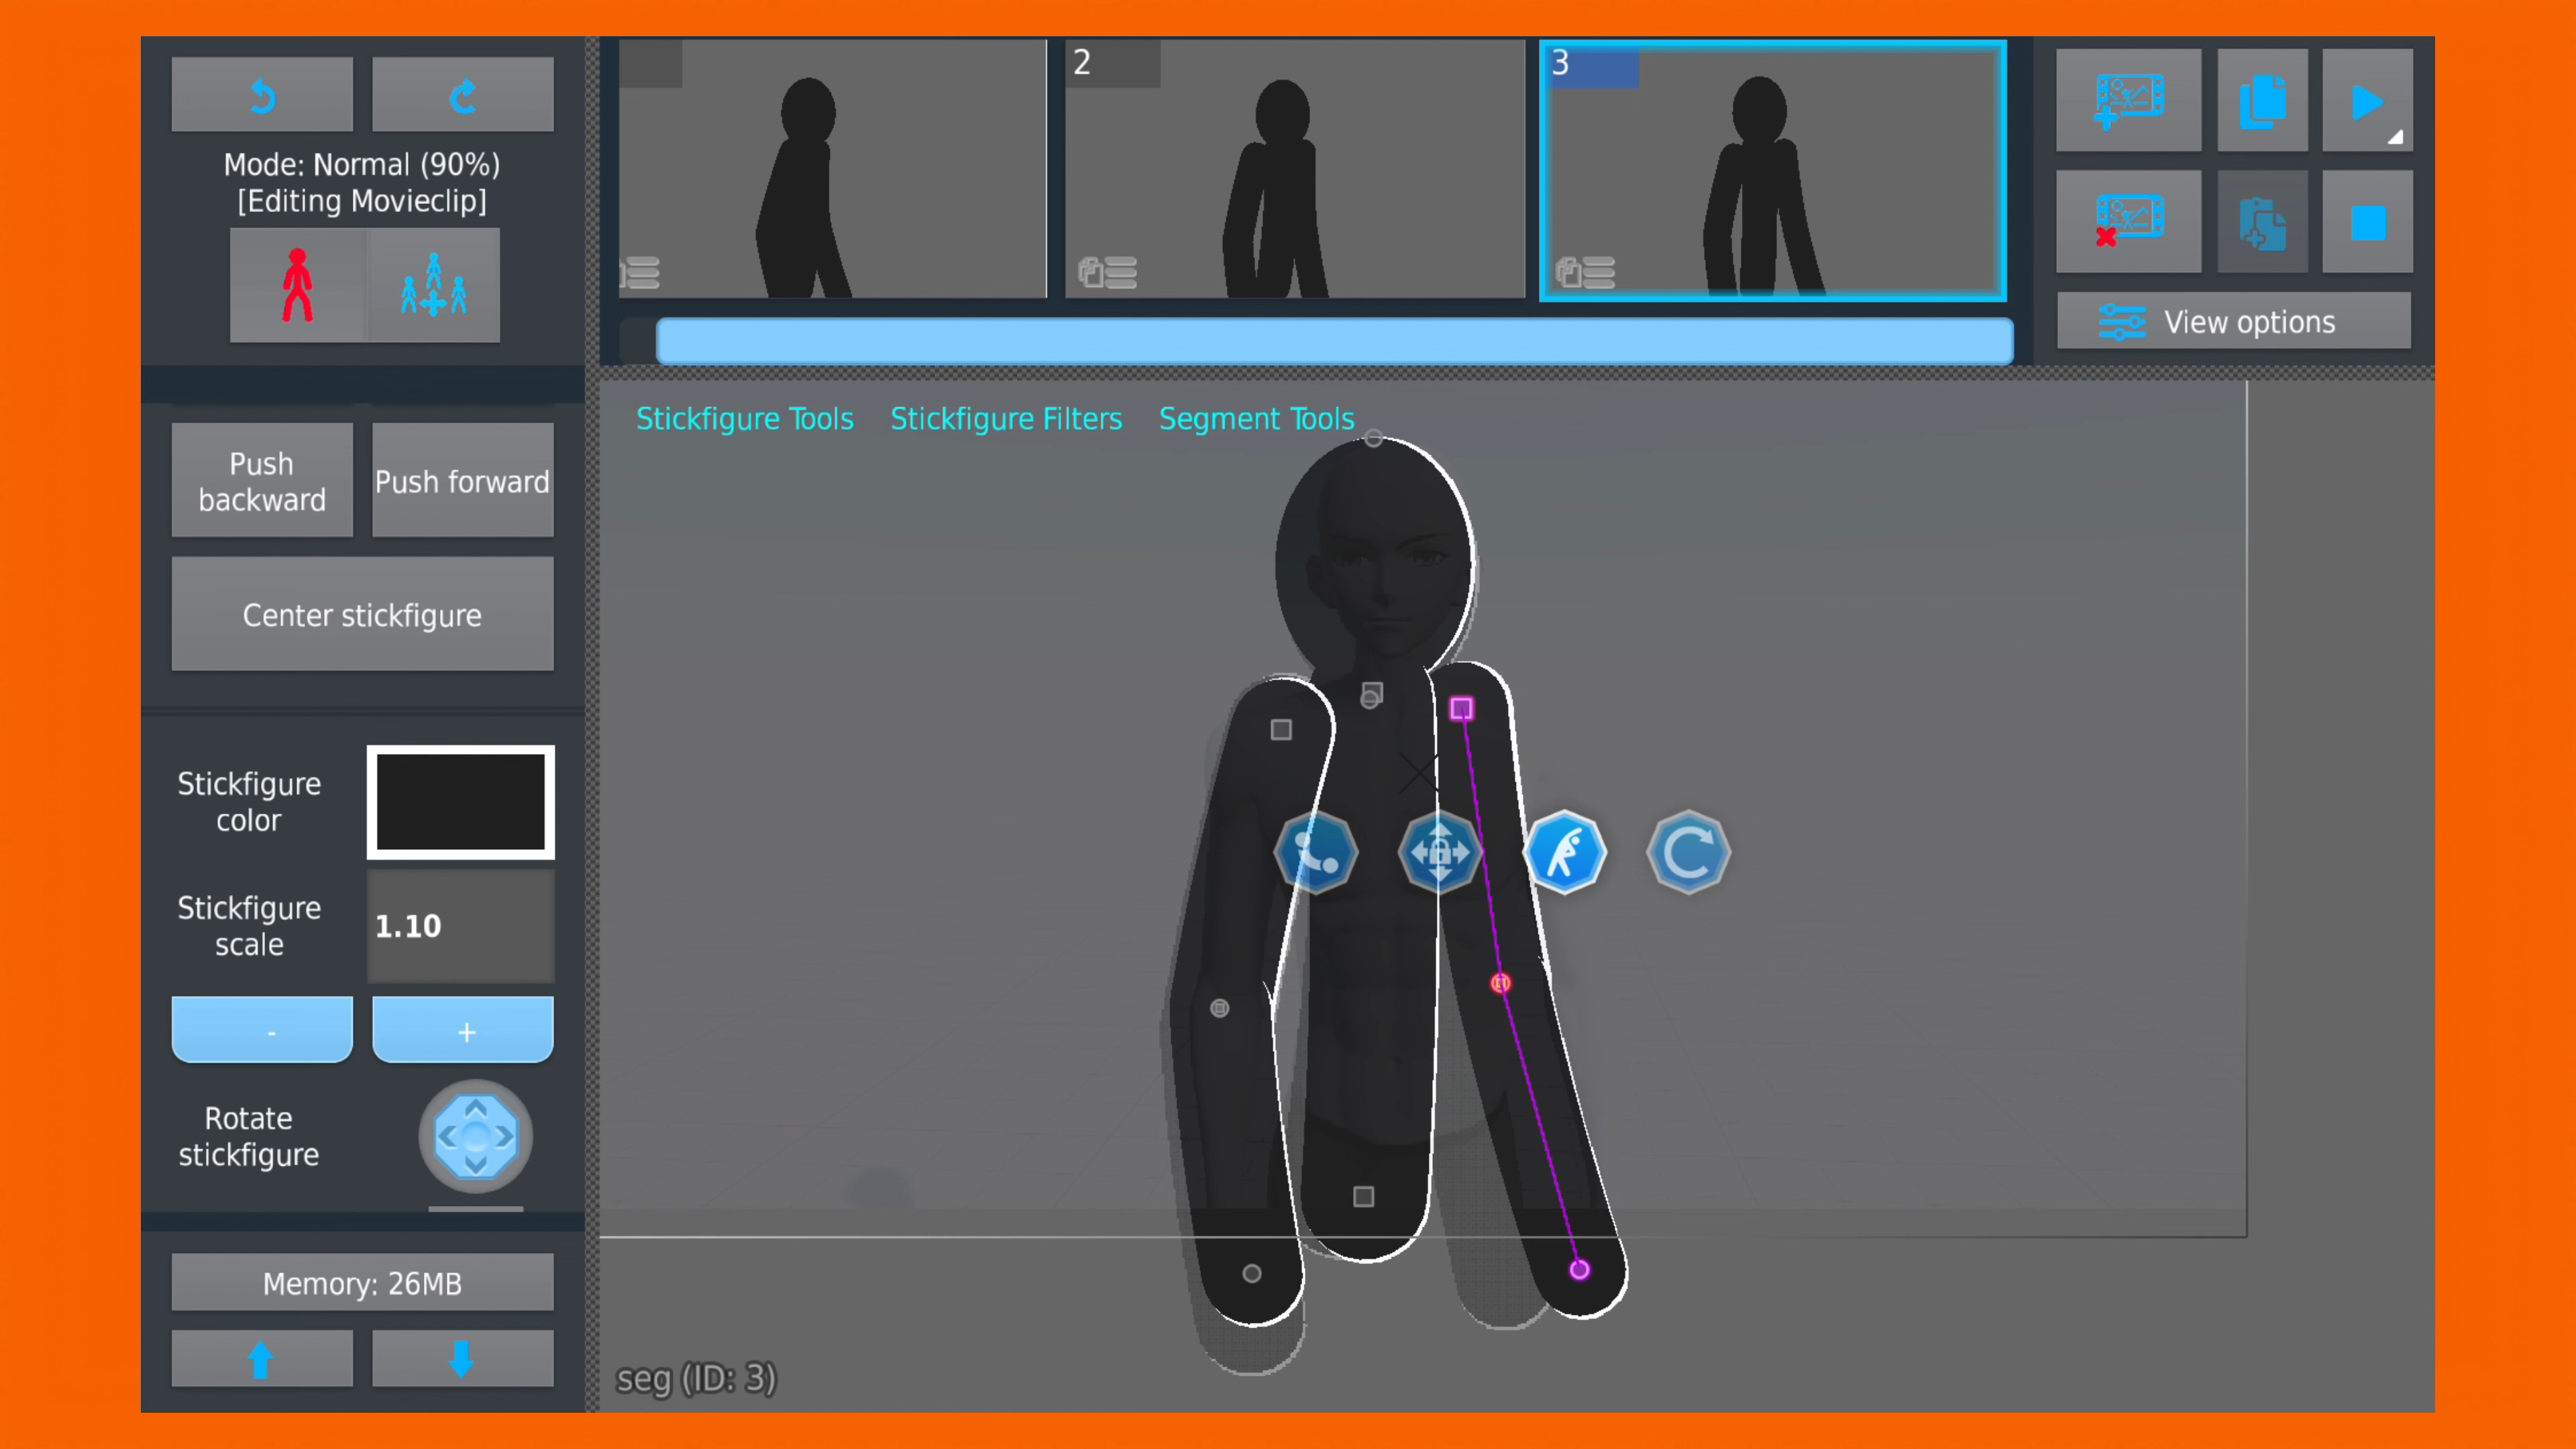 Mode: Normal (90%)
[Editing Movieclip]
2
3
View options
Stickfigure Tools
Stickfigure Filters
Segment Tools
Push
backward
Push forward
Center stickfigure
Stickfigure
color
Stickfigure
scale
1.10
-
+
Rotate
stickfigure
Memory: 26MB
seg (ID: 3)